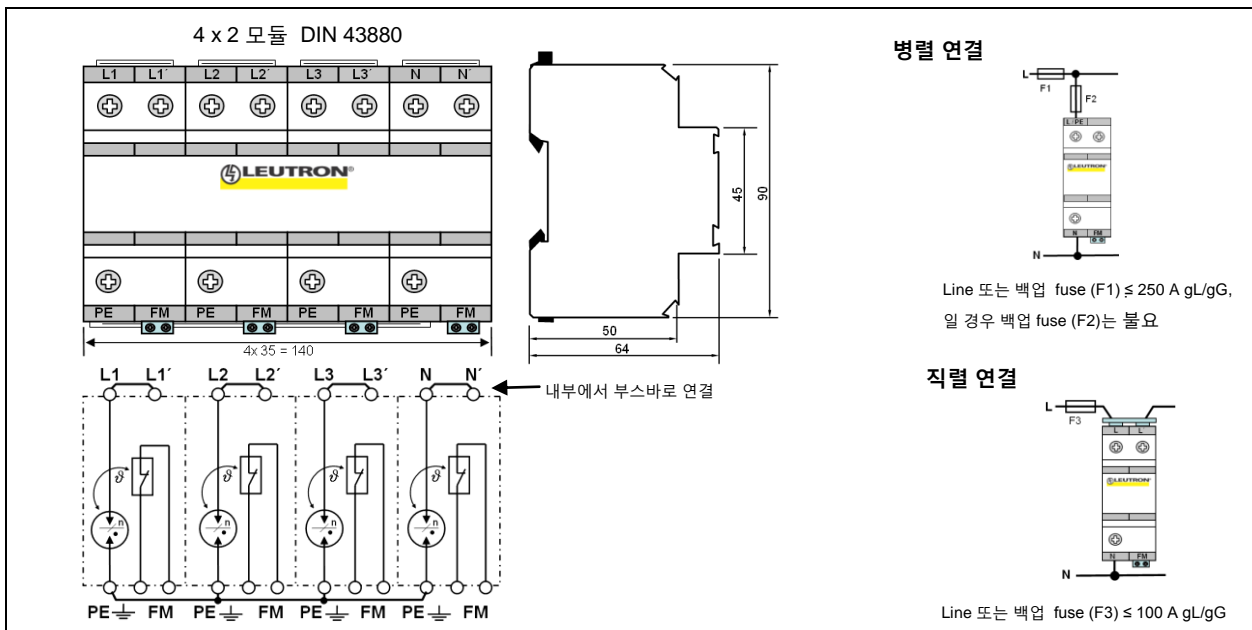 4 x 2 모듈 DIN 43880
L1 L1´ L2 L2´ L3 L3´ N N´
LEUTRON®
PE FM PE FM PE FM PE FM
4x 35 = 140
45
90
50
64
L1 L1´ L2 L2´ L3 L3´ N N´
내부에서 부스바로 연결
ϑ ϑ ϑ ϑ
n n n n
PE FM PE FM PE FM PE FM
병렬 연결
L
F1
F2
L/PE
LEUTRON
N FM
N
Line 또는 백업 fuse (F1) ≤ 250 A gL/gG,
일 경우 백업 fuse (F2)는 불요
직렬 연결
L
F3
L L´
LEUTRON
N FM
N
Line 또는 백업 fuse (F3) ≤ 100 A gL/gG